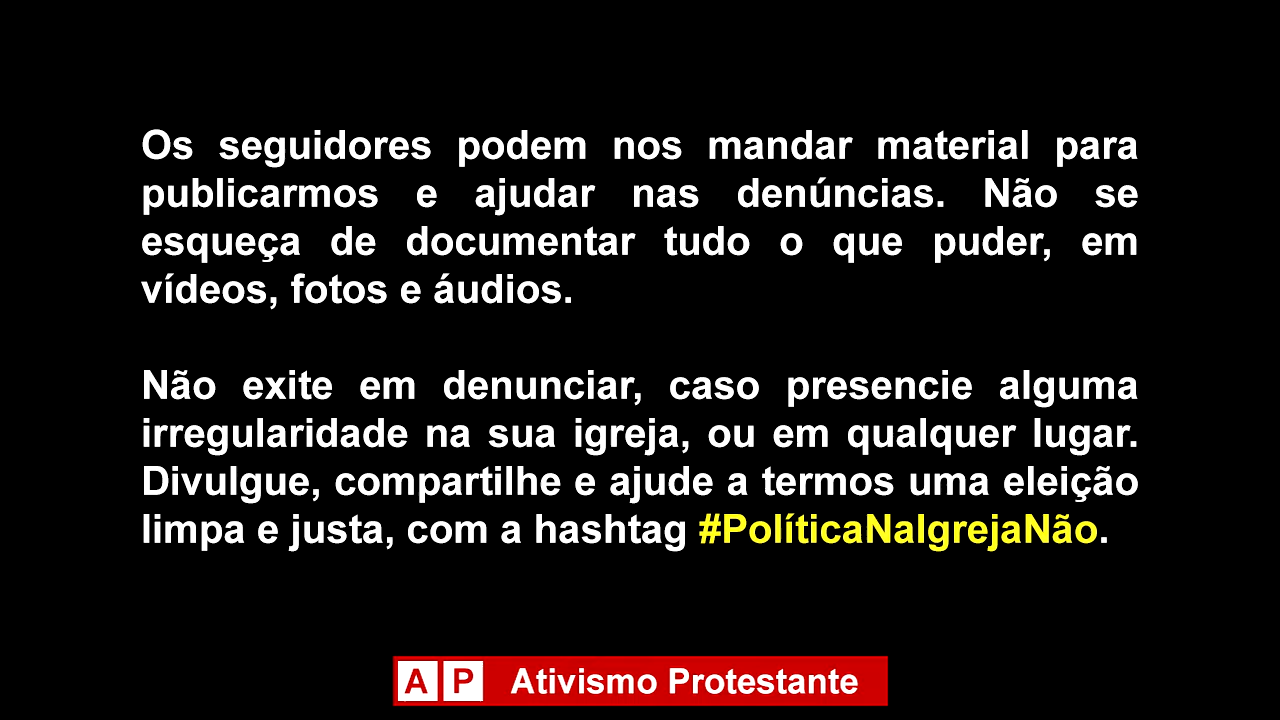 Os seguidores podem nos mandar material para
publicarmos e ajudar nas denúncias. Não se
esqueça de documentar tudo o que puder, em
vídeos, fotos e áudios.
Não exite em denunciar, caso presencie alguma
irregularidade na sua igreja, ou em qualquer lugar.
Divulgue, compartilhe e ajude a termos uma eleição
limpa e justa, com a hashtag #PolíticaNaIgrejaNão.
A P Ativismo Protestante